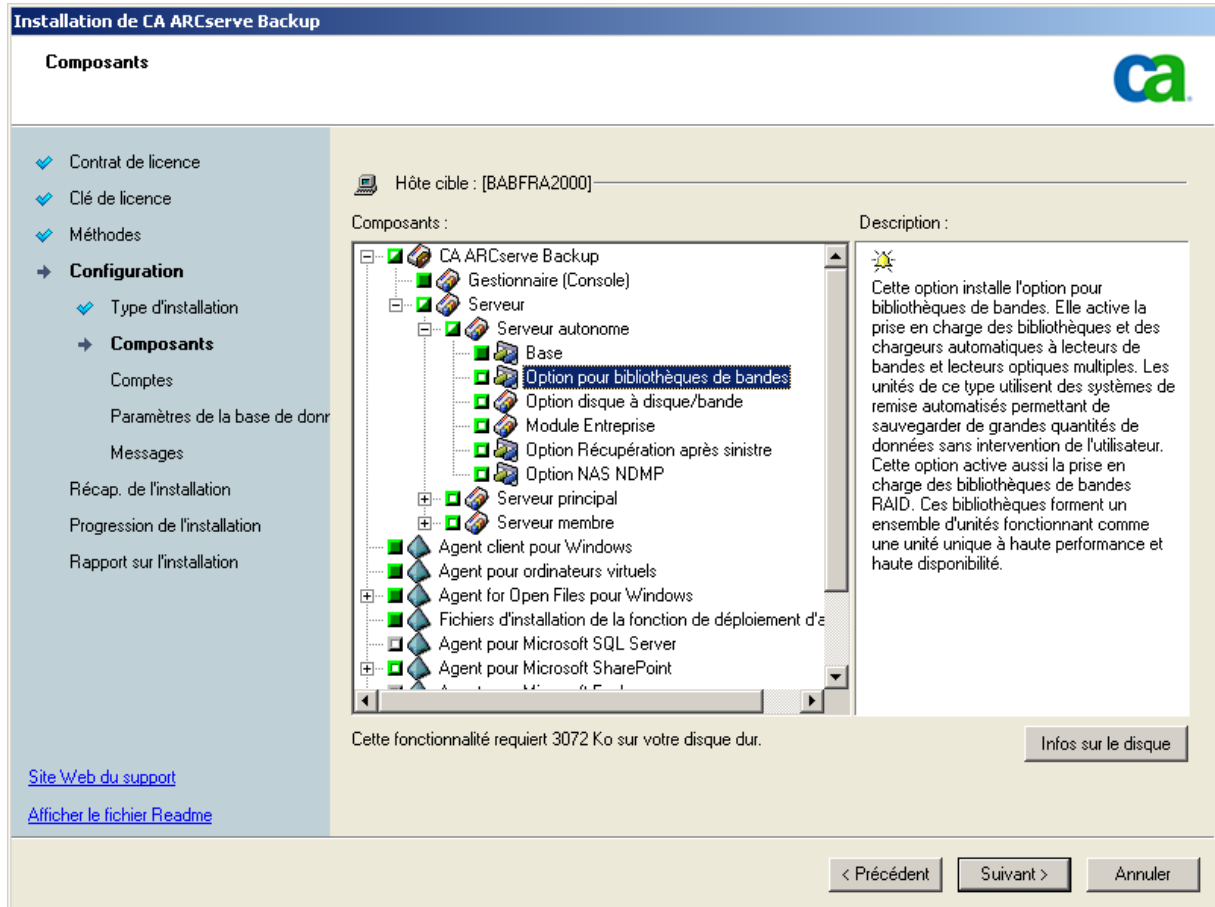 Installation de CA ARCserve Backup
Composants
ca
Contrat de licence
Clé de licence
Méthodes
Configuration
Type d'installation
Composants
Comptes
Paramètres de la base de donr
Messages
Récap. de l'installation
Progression de l'installation
Rapport sur l'installation
Site Web du support
Afficher le fichier Readme
Hôte cible : [BABFRA2000]
Composants :
CA ARCserve Backup
Gestionnaire (Console)
Serveur
Serveur autonome
Base
Option pour bibliothèques de bandes
Option disque à disque/bande
Module Entreprise
Option Récupération après sinistre
Option NAS NDMP
Serveur principal
Serveur membre
Agent client pour Windows
Agent pour ordinateurs virtuels
Agent for Open Files pour Windows
Fichiers d'installation de la fonction de déploiement d'a
Agent pour Microsoft SQL Server
Agent pour Microsoft SharePoint
Description :
Cette option installe l'option pour
bibliothèques de bandes. Elle active la
prise en charge des bibliothèques et des
chargeurs automatiques à lecteurs de
bandes et lecteurs optiques multiples. Les
unités de ce type utilisent des systèmes de
remise automatisés permettant de
sauvegarder de grandes quantités de
données sans intervention de l'utilisateur.
Cette option active aussi la prise en
charge des bibliothèques de bandes
RAID. Ces bibliothèques forment un
ensemble d'unités fonctionnant comme
une unité unique à haute performance et
haute disponibilité.
Cette fonctionnalité requiert 3072 Ko sur votre disque dur.
Infos sur le disque
< Précédent
Suivant >
Annuler